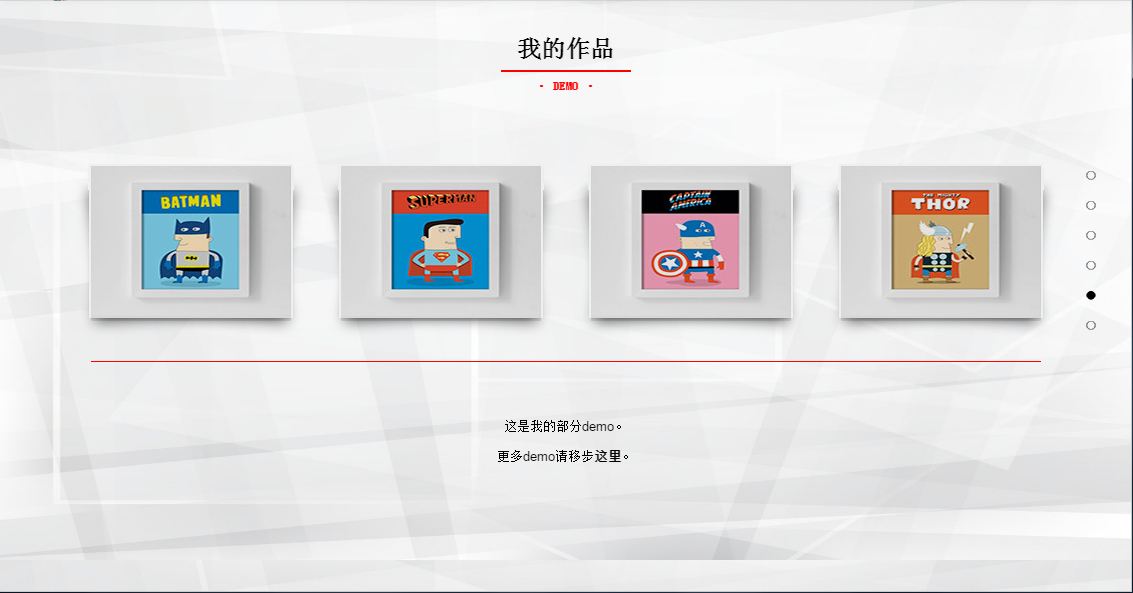 我的作品
· DEMO ·
BATMAN
SUPERMAN
CAPTAIN
AMERICA
THE MIGHTY
THOR
A
这是我的部分demo。
更多demo请移步这里。